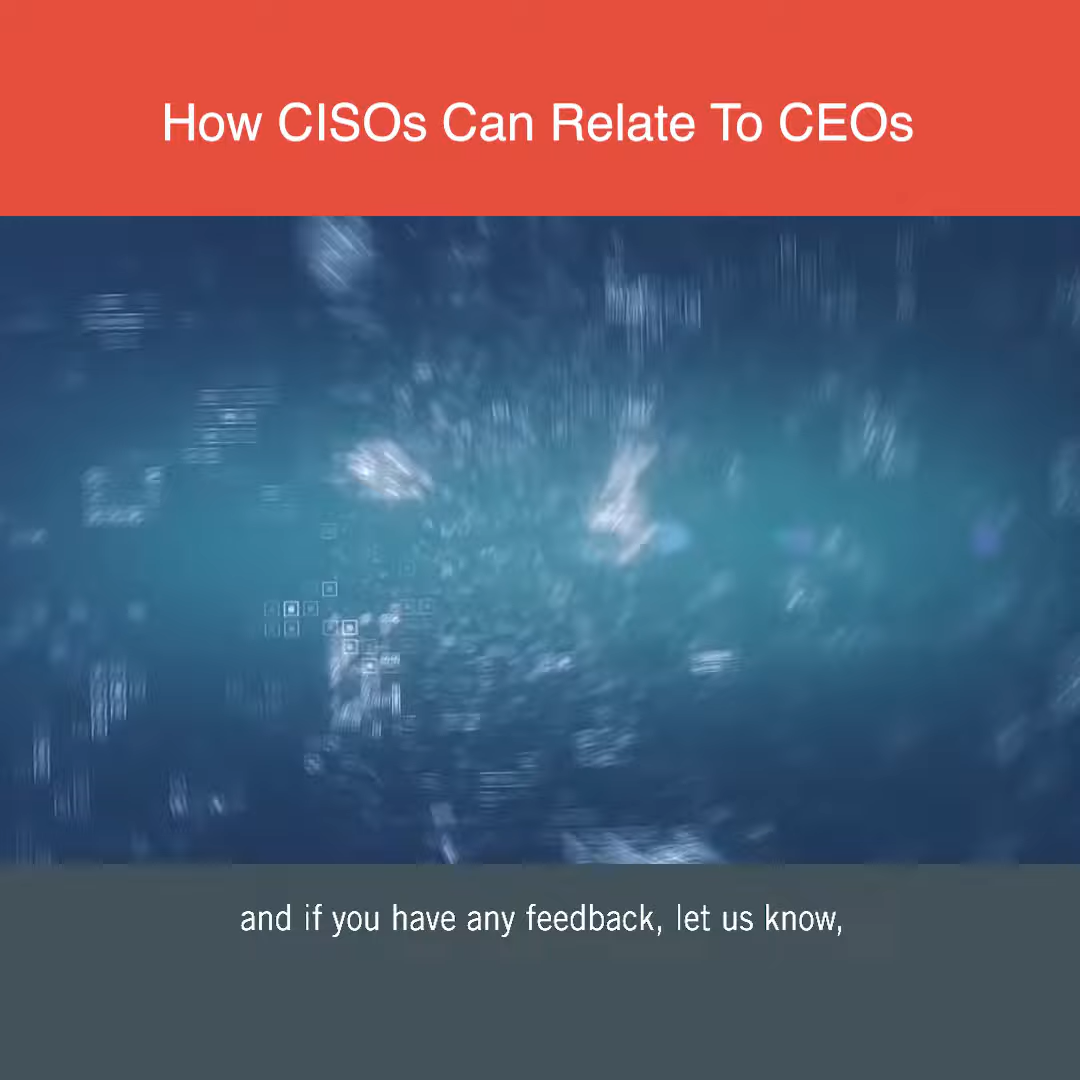 How CISOs Can Relate To CEOs
and if you have any feedback, let us know,